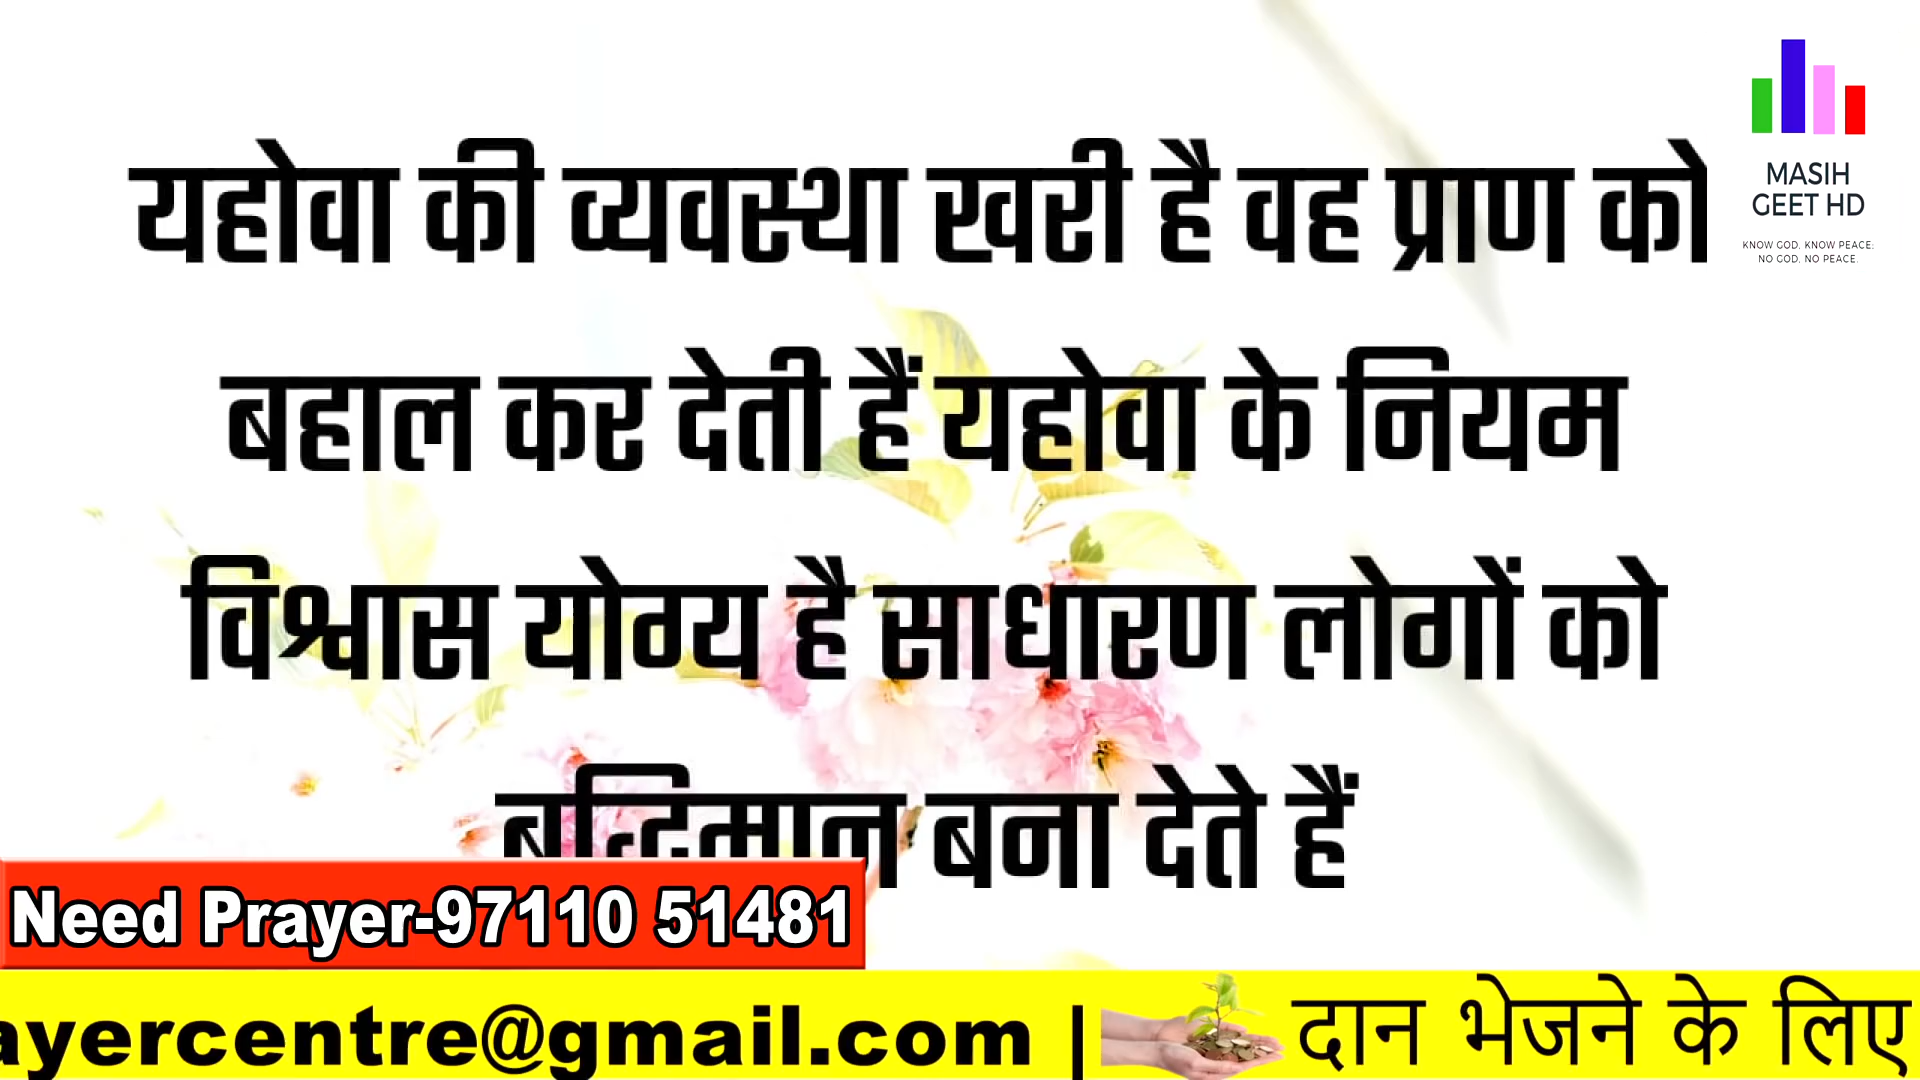 यहोवा की व्यवस्था खरी है वह प्राण को
बहाल कर देती हैं यहोवा के नियम
विश्वास योग्य है साधारण लोगों को
बुद्धिमान बना देते हैं
MASIH
GEET HD
KNOW GOD, KNOW PEACE;
NO GOD, NO PEACE.
Need Prayer-97110 51481
ayercentre@gmail.com | दान भेजने के लिए